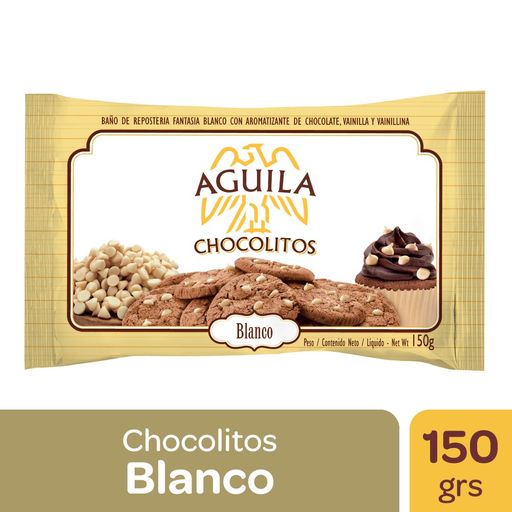 BAÑO DE REPOSTERIA FANTASIA BLANCO CON AROMATIZANTE DE CHOCOLATE, VAINILLA Y VAINILLINA
AGUILA
CHOCOLITOS
Blanco
Peso / Contenido Neto / Líquido - Net Wt 150g
Chocolitos
Blanco
150
grs